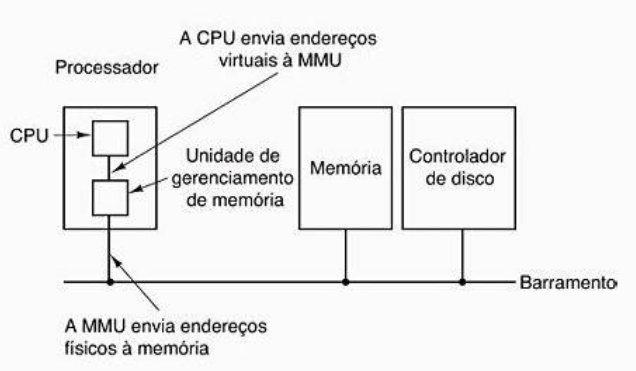 A CPU envia endereços
virtuais à MMU
Processador
CPU
Unidade de
gerenciamento
de memória
Memória
Controlador
de disco
Barramento
A MMU envia endereços
físicos à memória